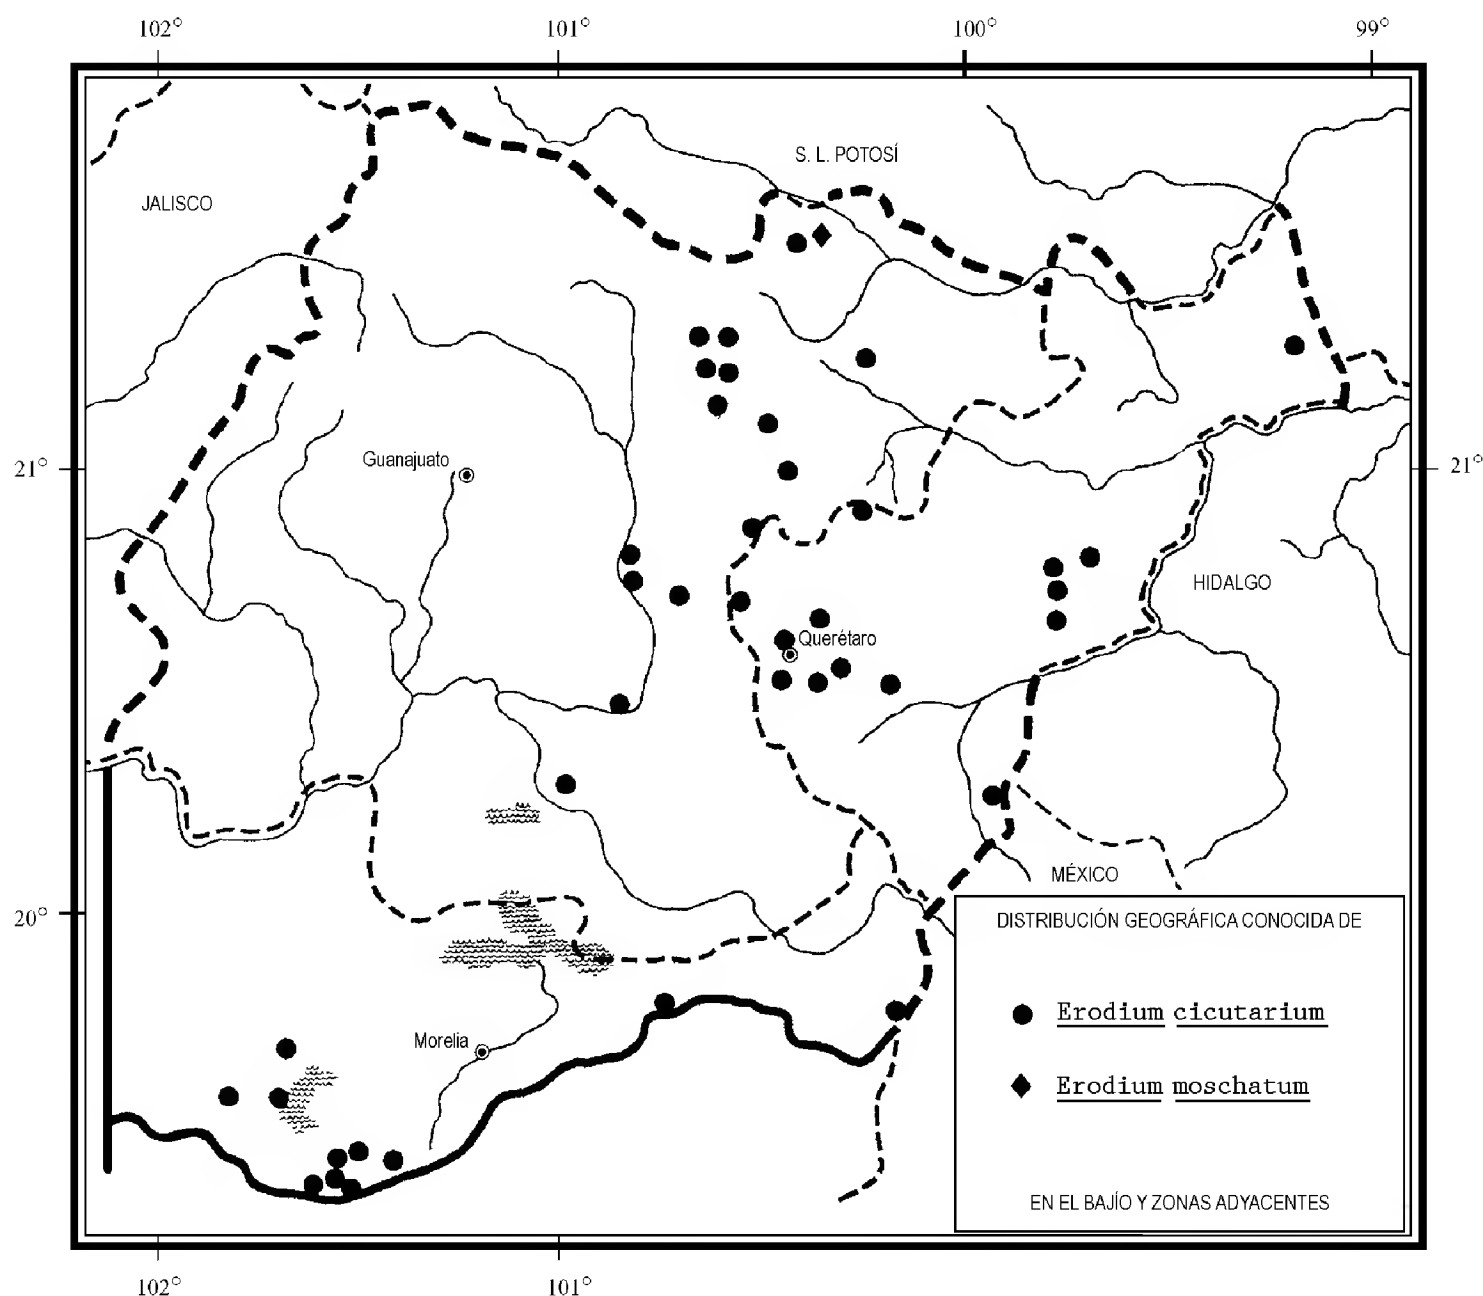 102° 101° 100° 99°
S. L. POTOSÍ
JALISCO
Guanajuato
21° 21°
HIDALGO
Querétaro
MÉXICO
20°
DISTRIBUCIÓN GEOGRÁFICA CONOCIDA DE
Erodium cicutarium
Morelia
Erodium moschatum
EN EL BAJÍO Y ZONAS ADYACENTES
102° 101°